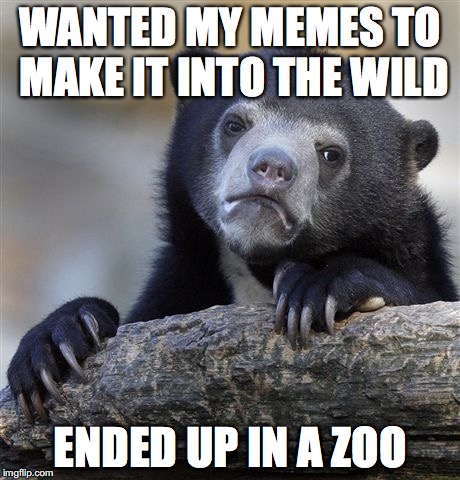 WANTED MY MEMES TO
MAKE IT INTO THE WILD
ENDED UP IN A ZOO
imgflip.com